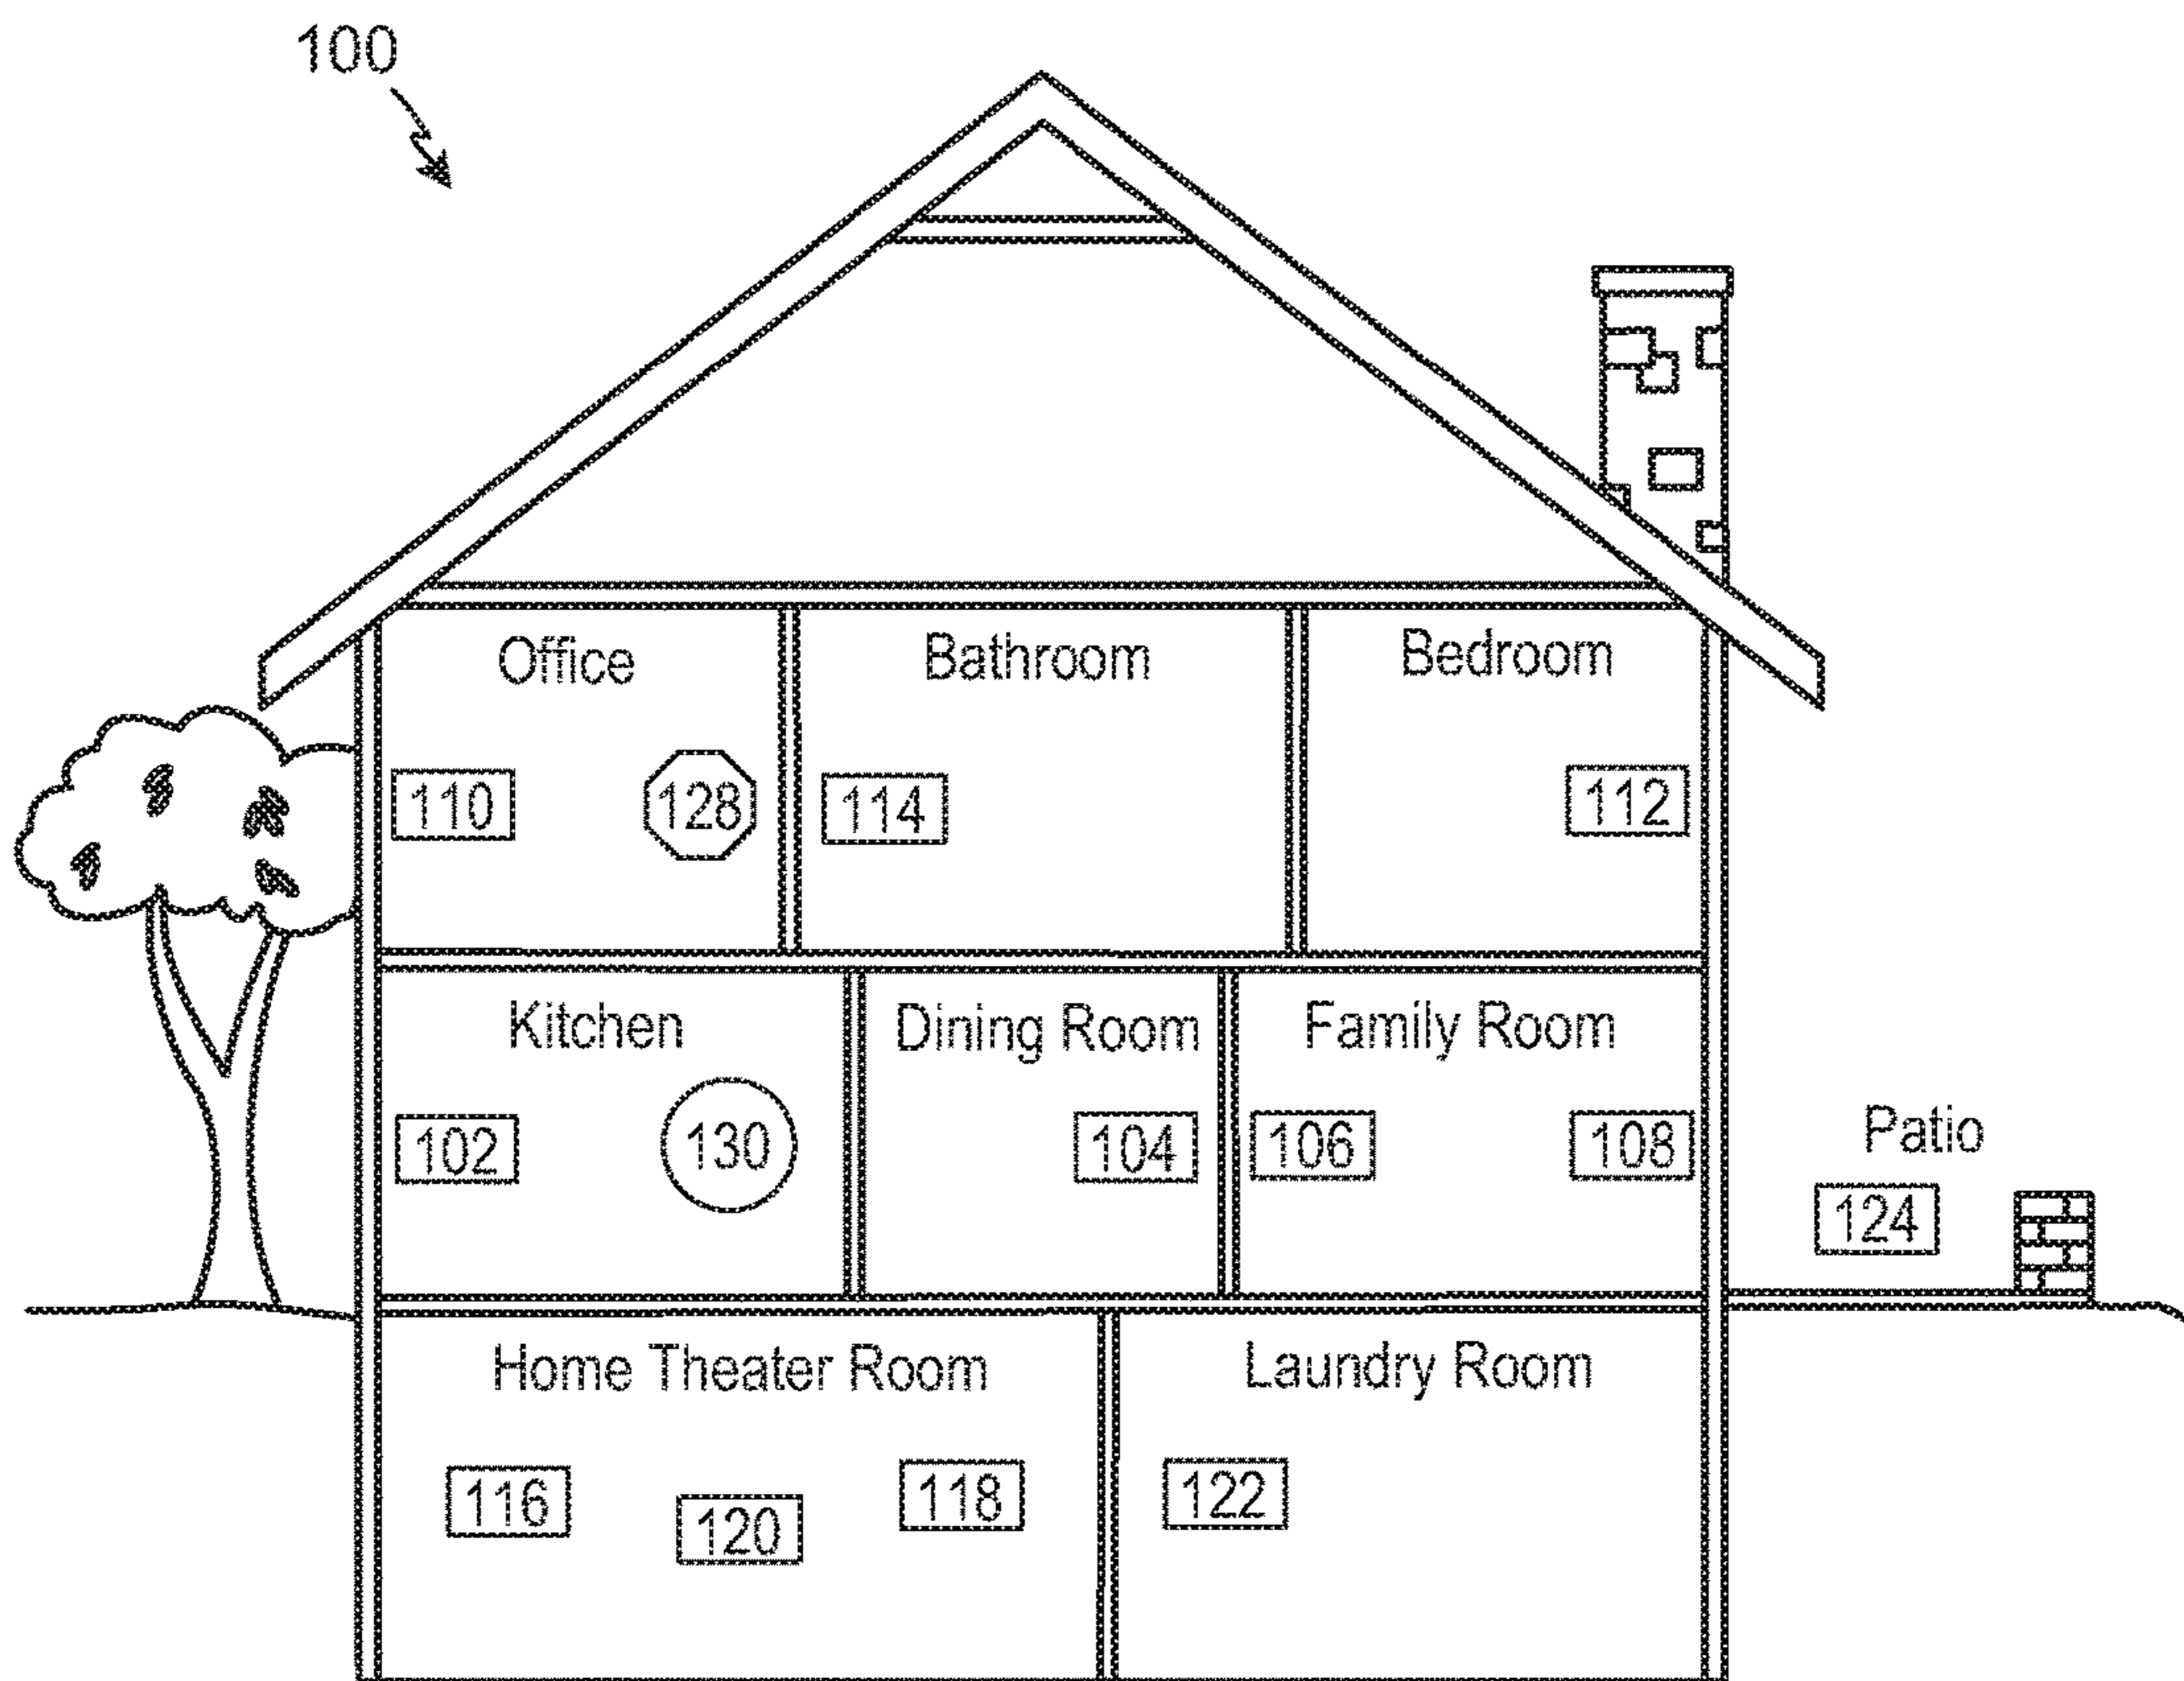 100
Office
Bathroom
Bedroom
110
128
114
112
Kitchen
Dining Room
Family Room
102
130
104
106
108
Patio
124
Home Theater Room
Laundry Room
116
120
118
122